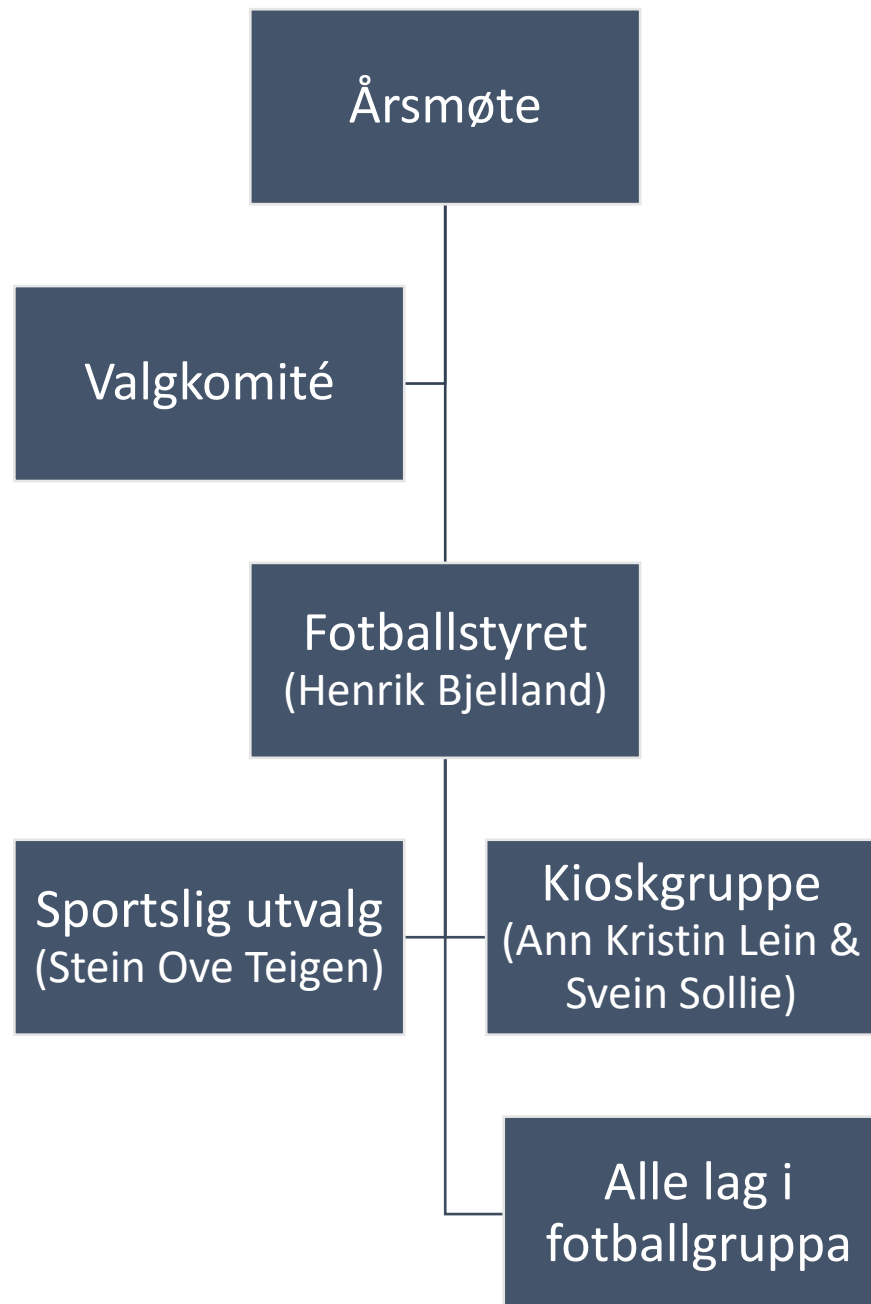 Årsmøte
Valgkomité
Fotballstyret
(Henrik Bjelland)
Sportslig utvalg
(Stein Ove Teigen)
Kioskgruppe
(Ann Kristin Lein &
Svein Sollie)
Alle lag i
fotballgruppa